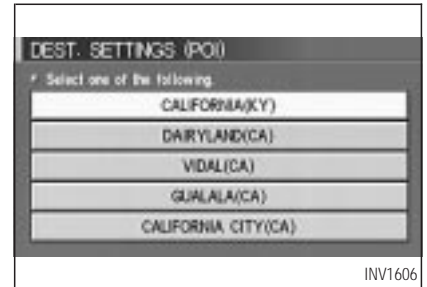 DEST. SETTINGS (POI)
Select one of the following.
CALIFORNIA(KY)
DAIRYLAND(CA)
VIDAL(CA)
GUALALA(CA)
CALIFORNIA CITY(CA)
INV1606